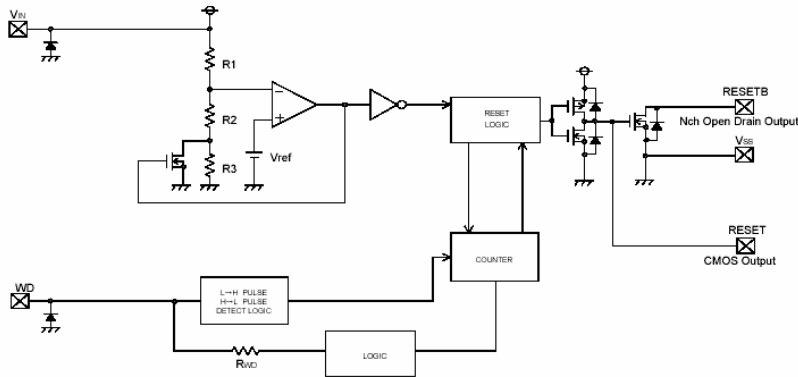 VIN
R1
R2
R3
−
+
Vref
RESET
LOGIC
RESETB
Nch Open Drain Output
VSS
RESET
CMOS Output
COUNTER
WD
L→H PULSE
H→L PULSE
DETECT LOGIC
RWD
LOGIC